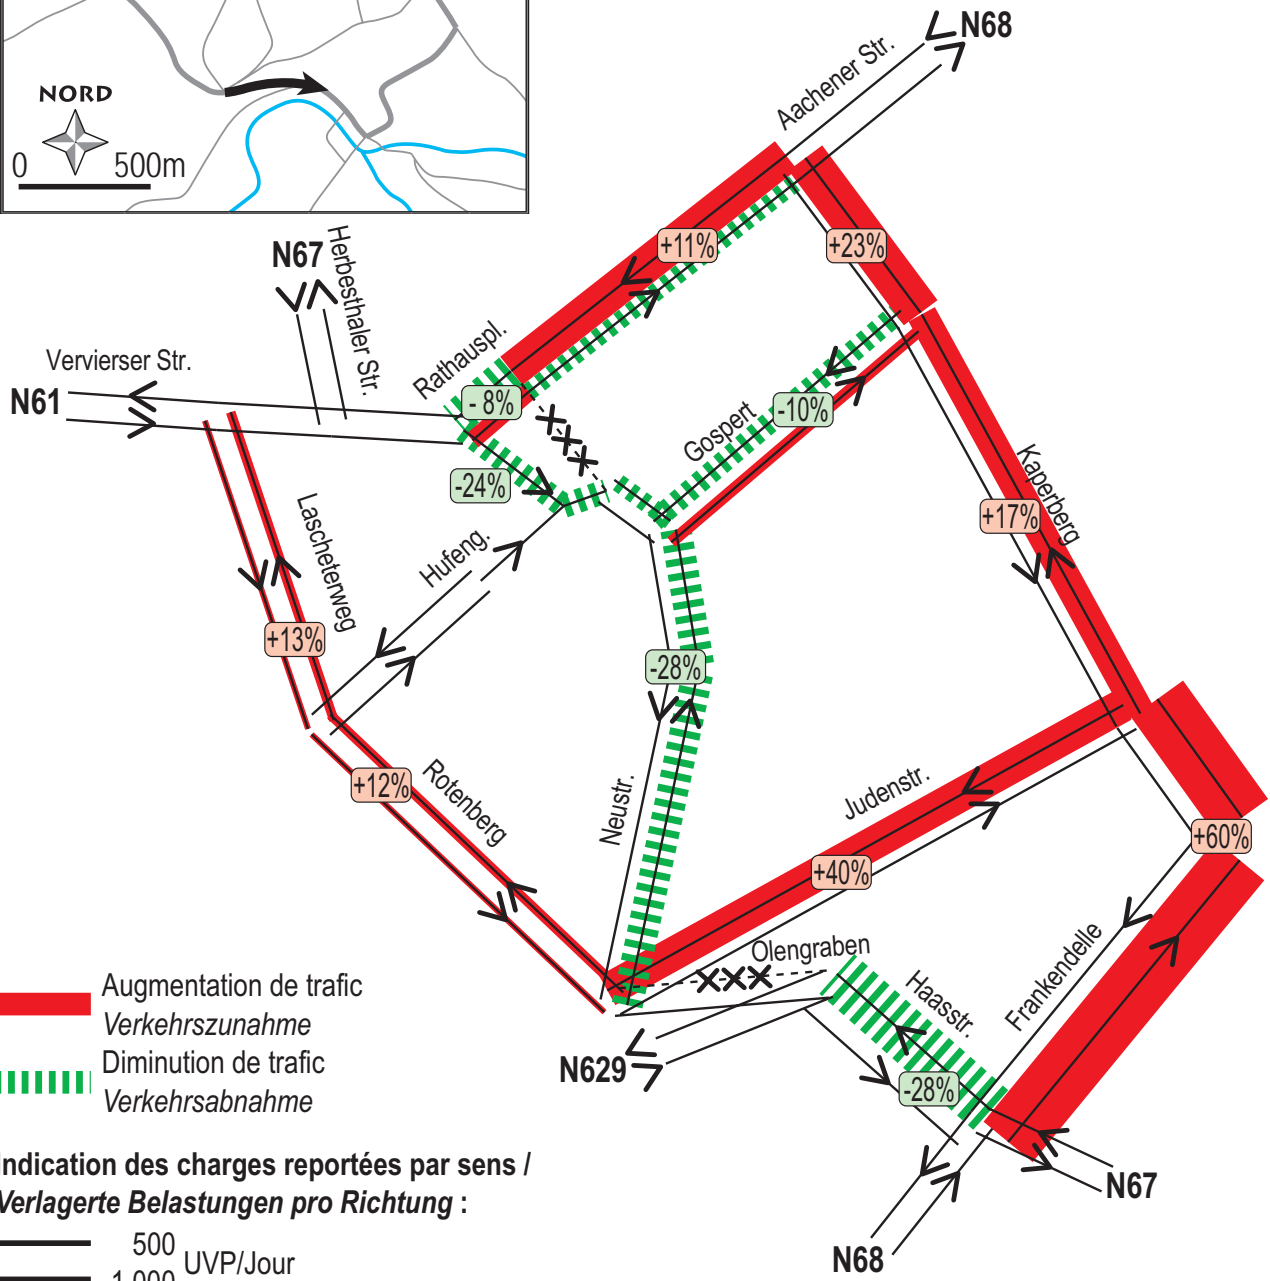 NORD
0 500m
N68
Aachener Str.
N67
Herbesthaler Str.
Vervierser Str.
N61
Rathauspl.
+11%
+23%
- 8%
-10%
Gospert
-24%
Kaperberg
+17%
Lascheterweg
Hufeng.
+13%
-28%
+12%
Rotenberg
Neustr.
Judenstr.
+60%
+40%
Olengraben
Haasstr.
Frankendelle
N629
-28%
N67
N68
Augmentation de trafic
Verkehrszunahme
Diminution de trafic
Verkehrsabnahme
Indication des charges reportées par sens /
Verlagerte Belastungen pro Richtung :
500
UVP/Jour
1 000